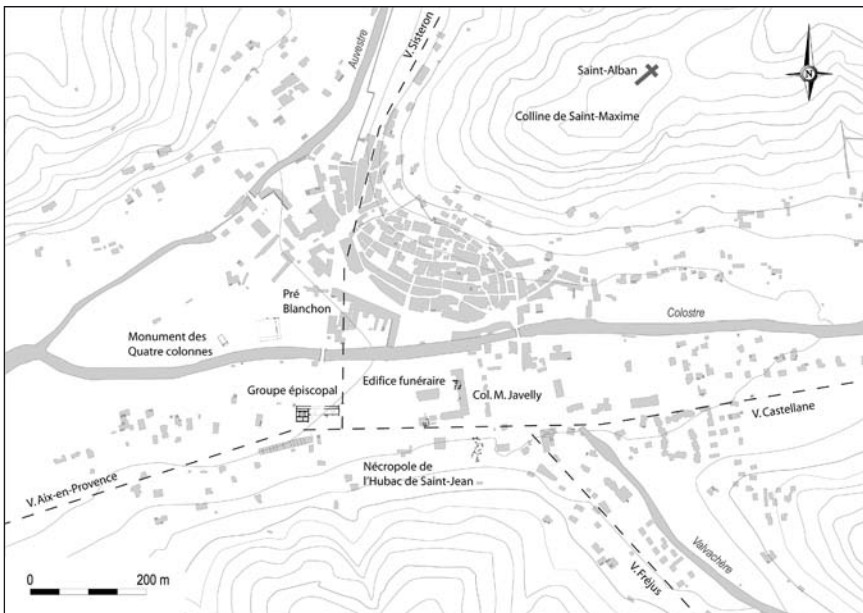 Auvestre
V. Sisteron
Saint-Alban
N
Colline de Saint-Maxime
Pré
Blanchon
Colostre
Monument des
Quatre colonnes
Groupe épiscopal
Edifice funéraire
Col. M. Javelly
V. Castellane
Nécropole de
l'Hubac de Saint-Jean
V. Aix-en-Provence
Valvachère
V. Fréjus
0
200 m